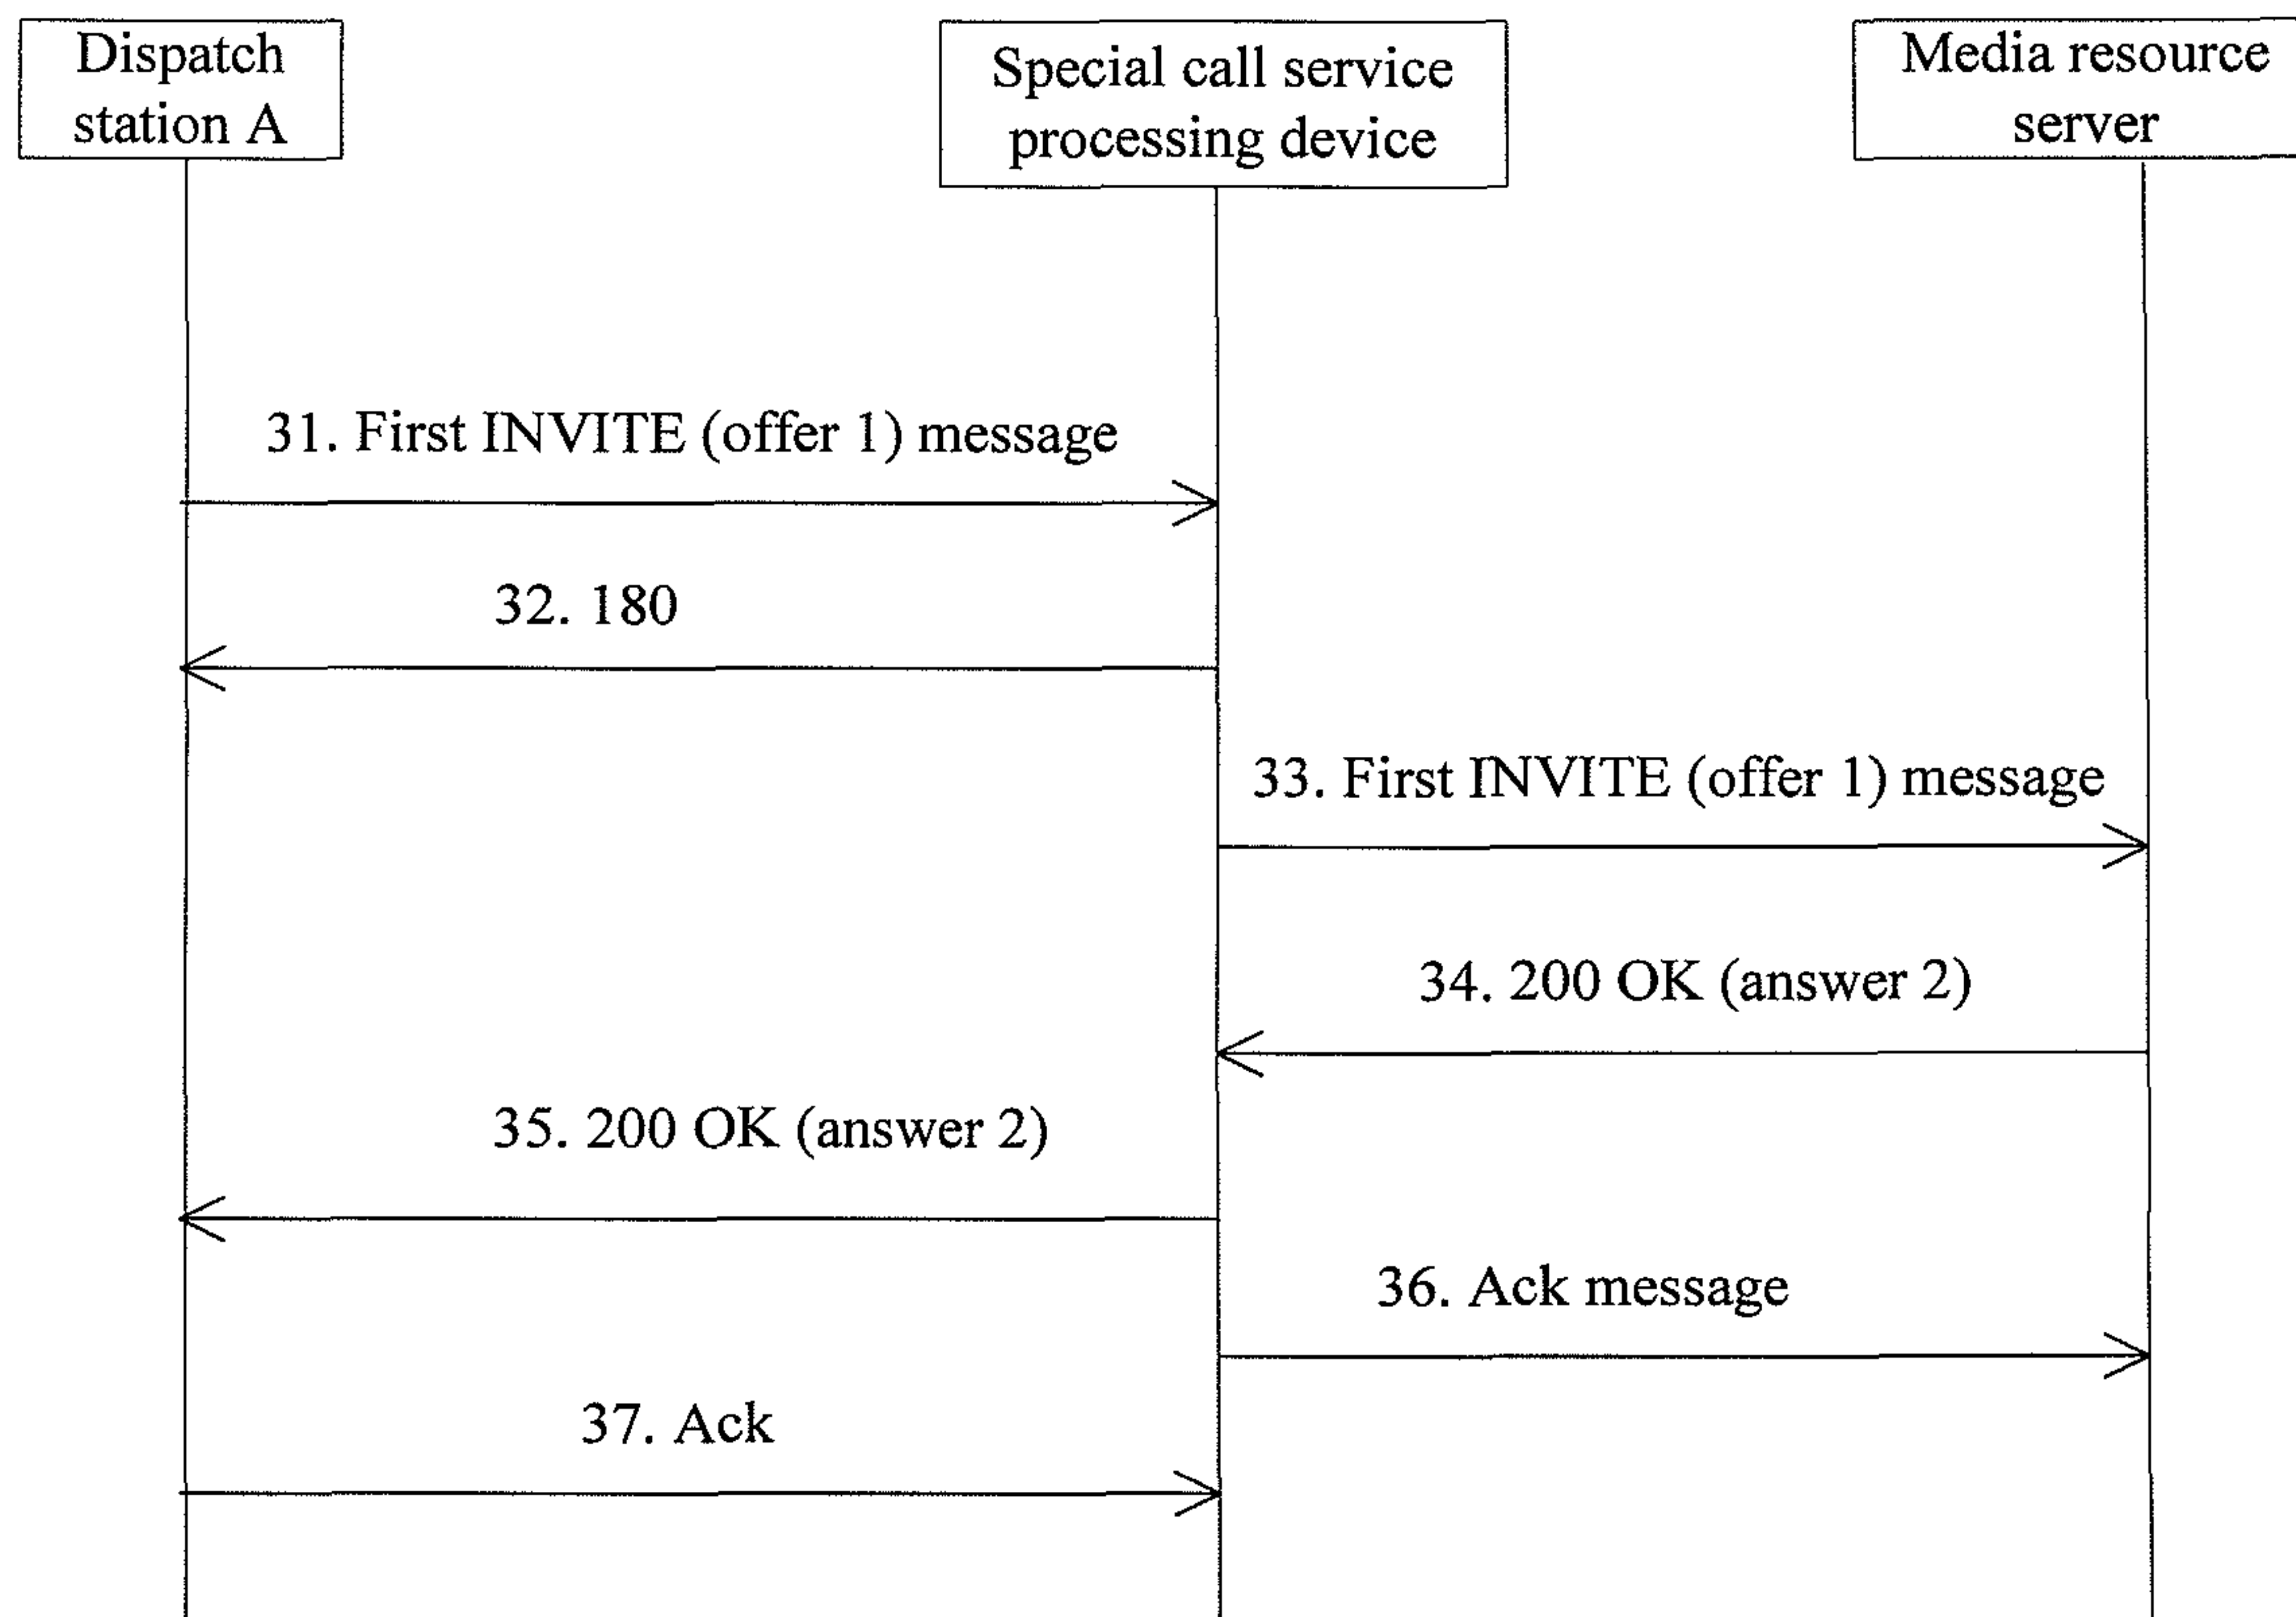 Dispatch
station A
Special call service
processing device
Media resource
server
31. First INVITE (offer 1) message
32. 180
33. First INVITE (offer 1) message
34. 200 OK (answer 2)
35. 200 OK (answer 2)
36. Ack message
37. Ack